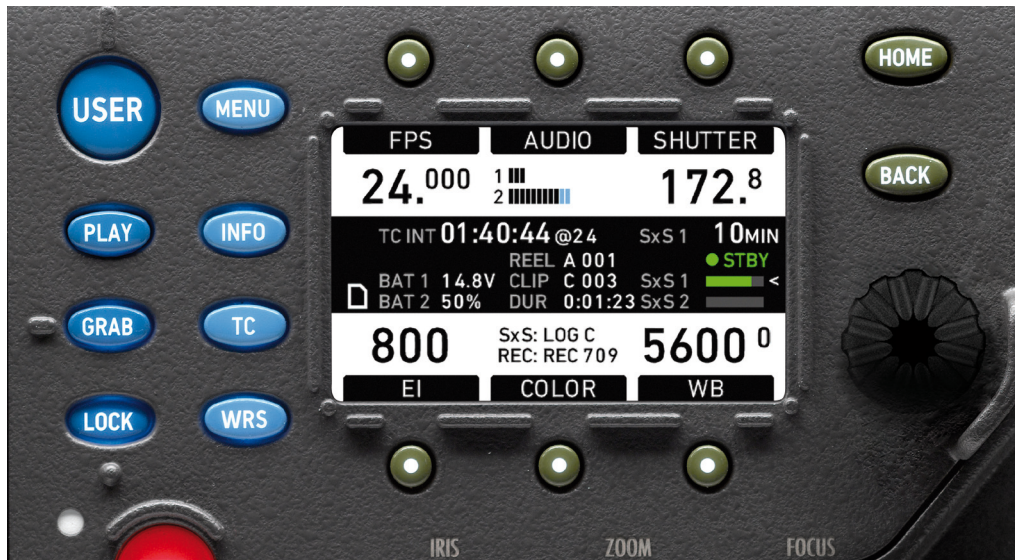 HOME
USER
MENU
FPS AUDIO SHUTTER
24.000 1 172.8
2
BACK
PLAY
INFO
TC INT 01:40:44 @24 SxS 1 10MIN
REEL A 001 STBY
BAT 1 14.8V CLIP C 003 SxS 1 <
BAT 2 50% DUR 0:01:23 SxS 2
GRAB
TC
800 SxS: LOG C 5600 0
REC: REC 709
EI COLOR WB
LOCK
WRS
IRIS ZOOM FOCUS